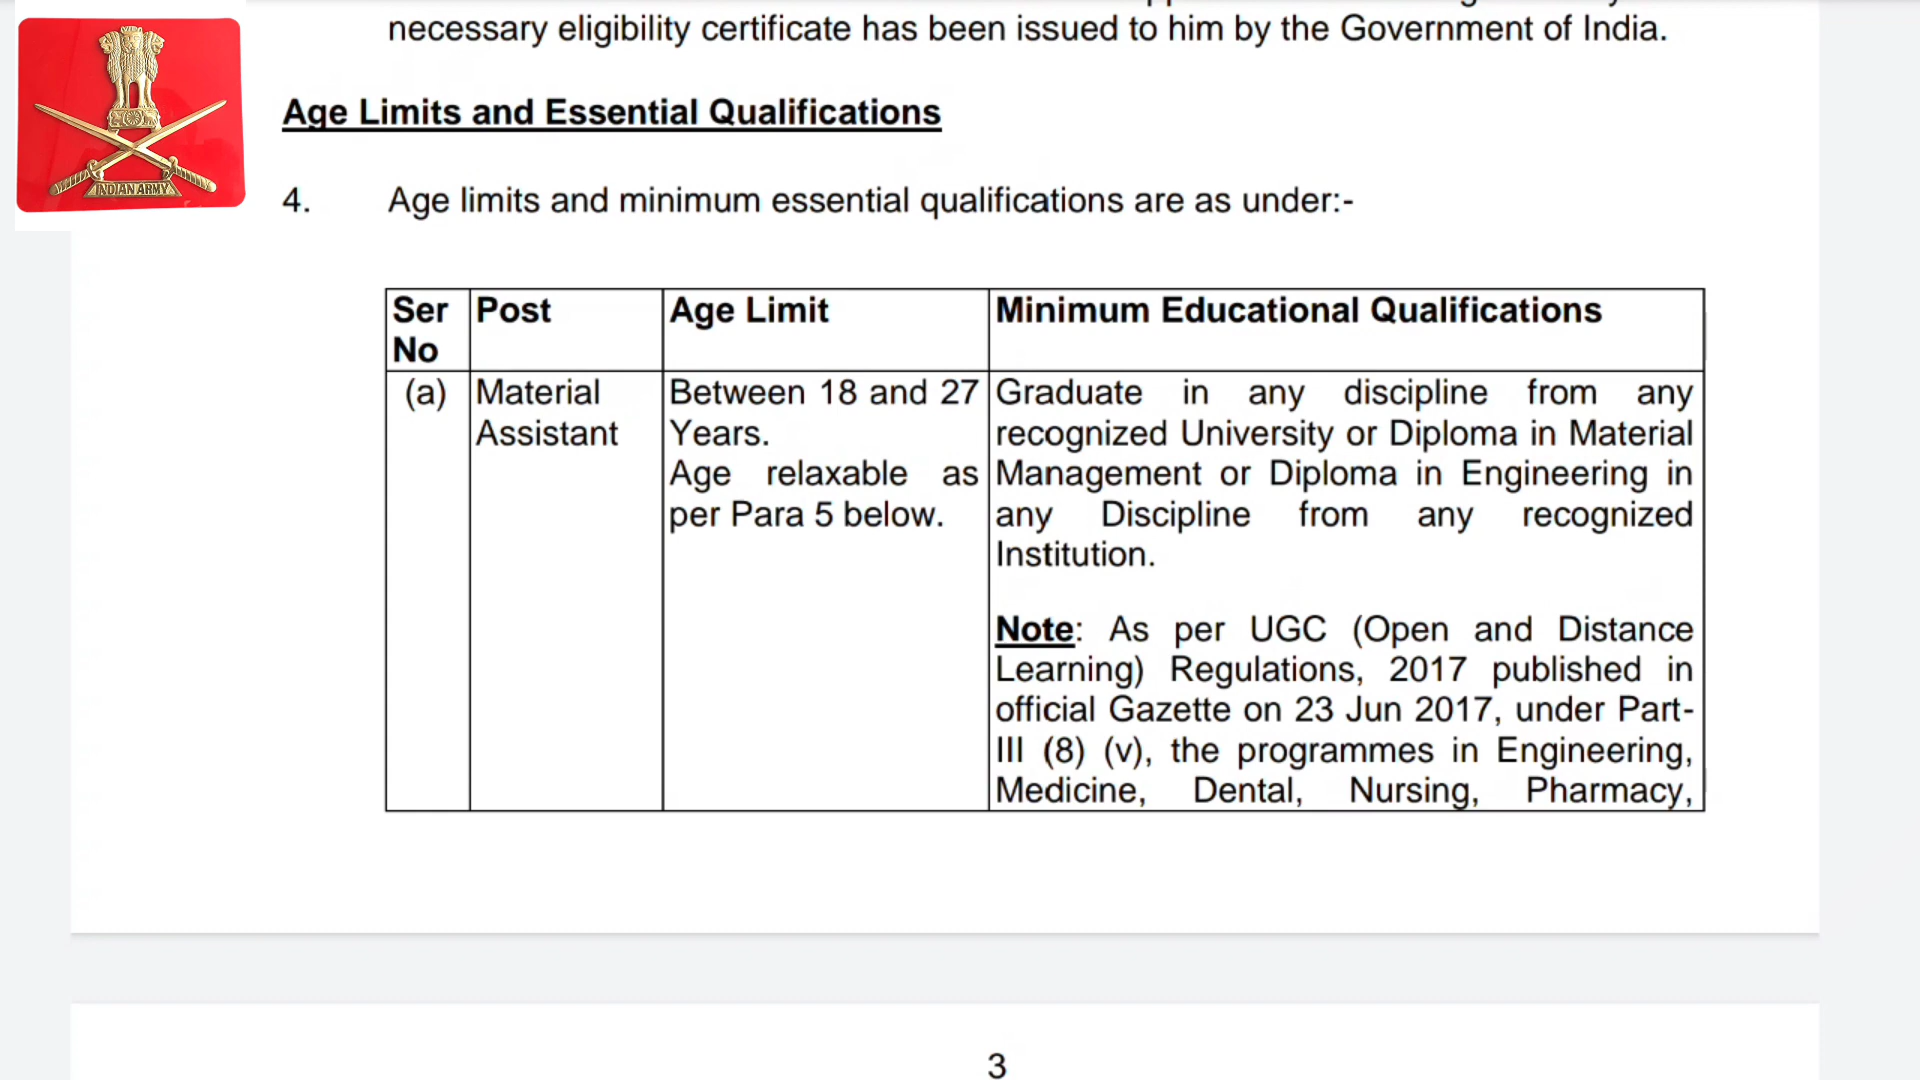 necessary eligibility certificate has been issued to him by the Government of India.
INDIAN ARMY
Age Limits and Essential Qualifications
4. Age limits and minimum essential qualifications are as under:-
Ser No
Post
Age Limit
Minimum Educational Qualifications
(a)
Material
Assistant
Between 18 and 27
Years.
Age relaxable as
per Para 5 below.
Graduate in any discipline from any
recognized University or Diploma in Material
Management or Diploma in Engineering in
any Discipline from any recognized
Institution.
Note: As per UGC (Open and Distance
Learning) Regulations, 2017 published in
official Gazette on 23 Jun 2017, under Part-
III (8) (v), the programmes in Engineering,
Medicine, Dental, Nursing, Pharmacy,
3